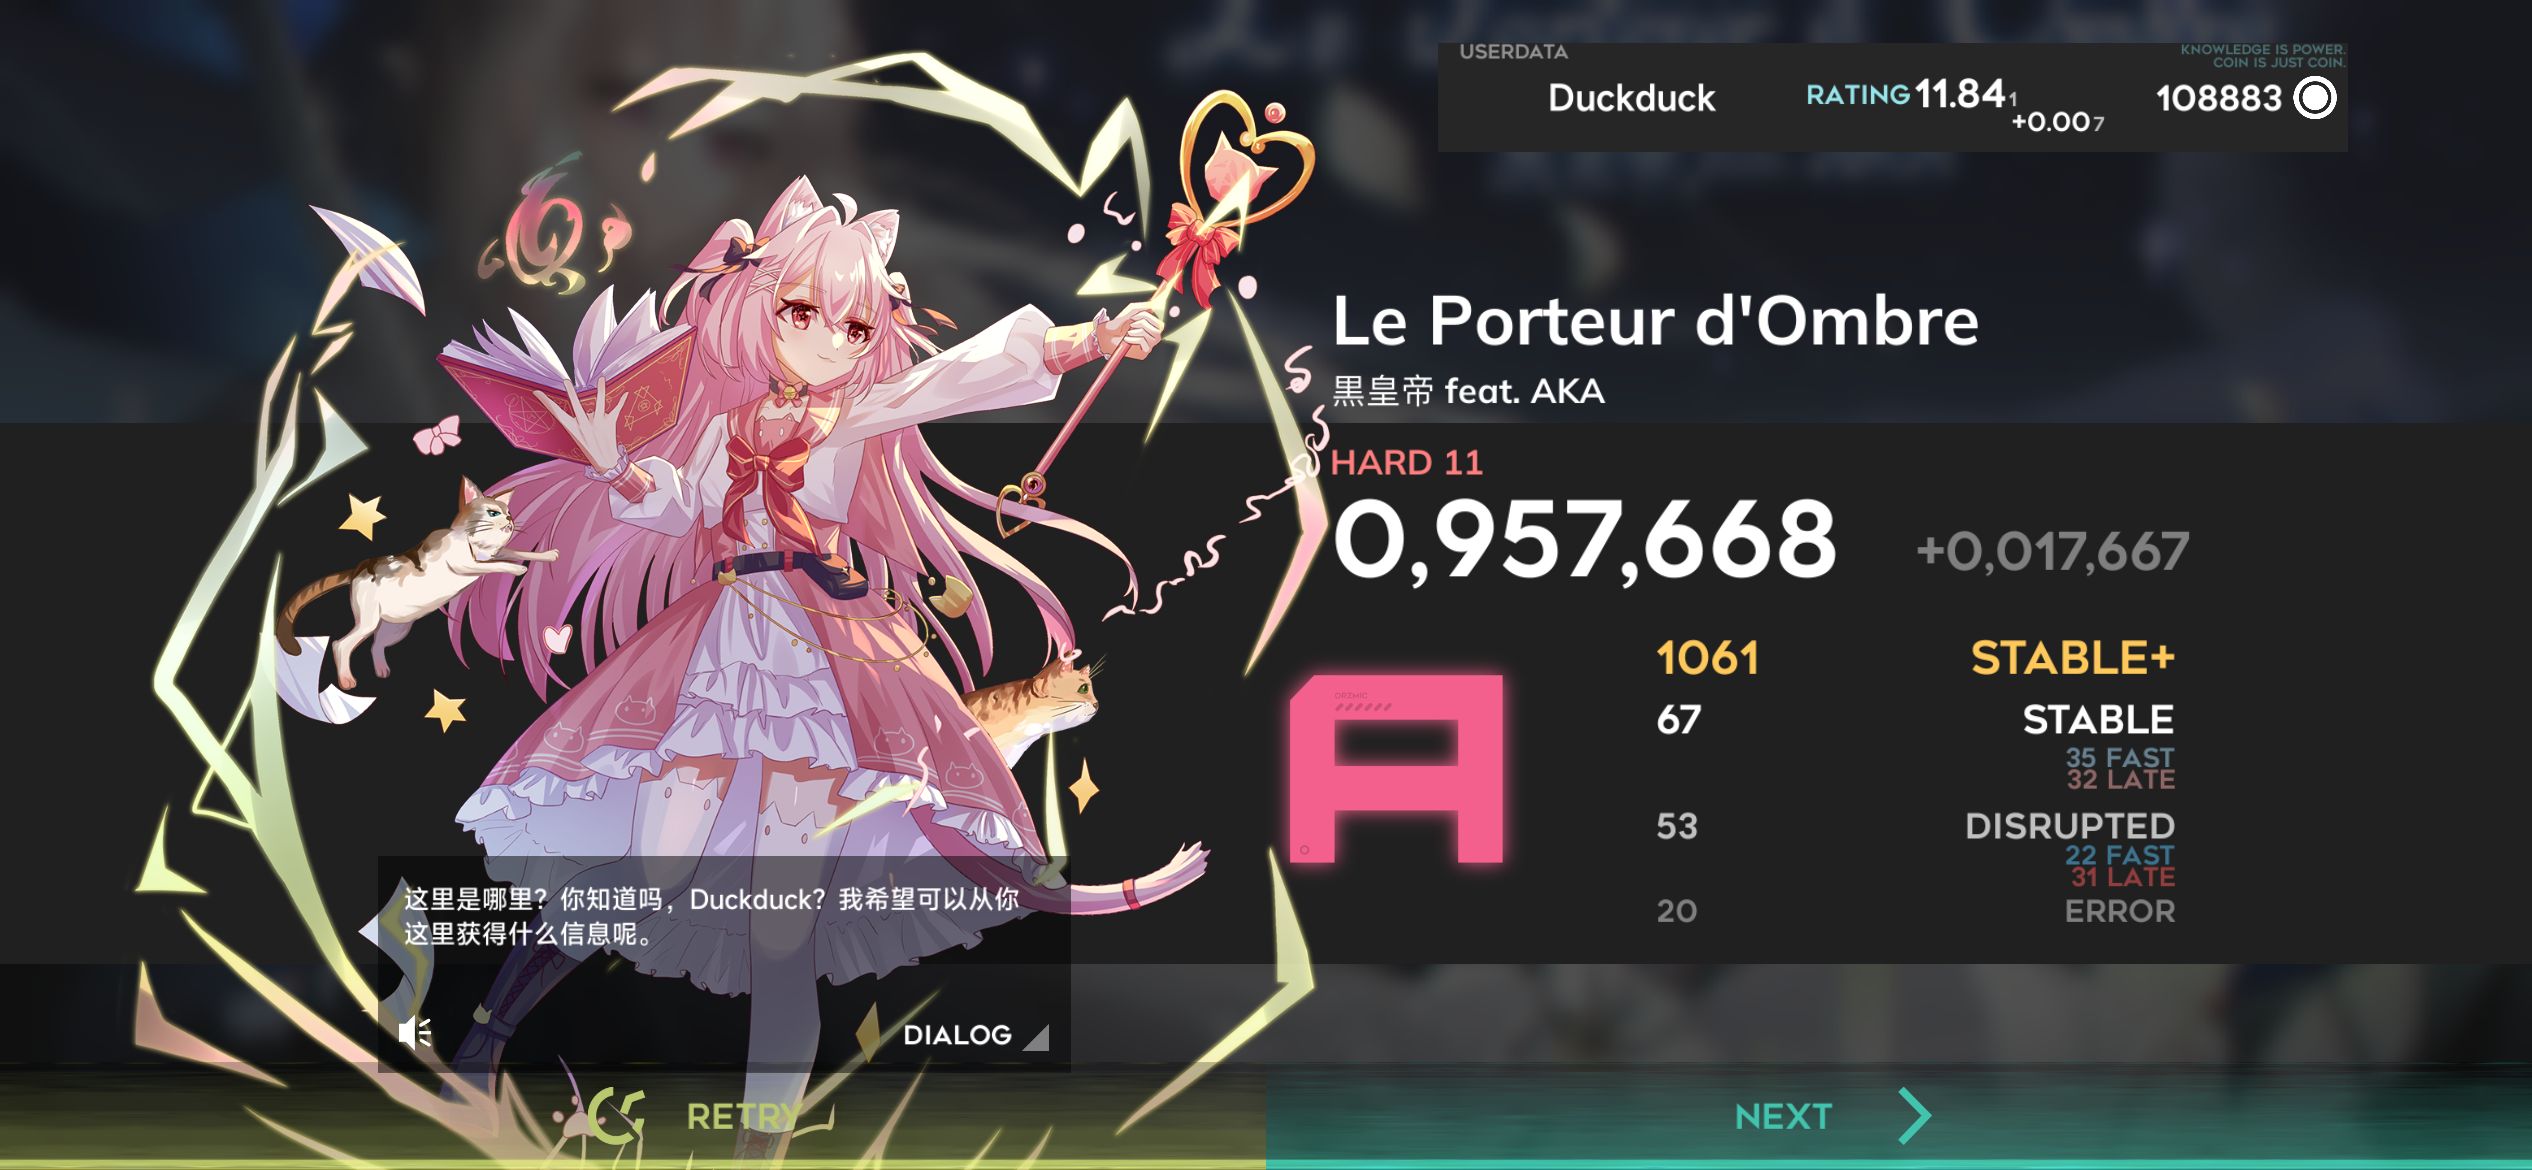 USERDATA
KNOWLEDGE IS POWER.
COIN IS JUST COIN.
Duckduck
RATING 11.841
+0.007
108883
Le Porteur d'Ombre
黒皇帝 feat. AKA
HARD 11
0,957,668 +0,017,667
A
ORZMIC
1061 STABLE+
67 STABLE
35 FAST
32 LATE
53 DISRUPTED
22 FAST
31 LATE
20 ERROR
这里是哪里？你知道吗，Duckduck？我希望可以从你
这里获得什么信息呢。
DIALOG
RETRY
NEXT